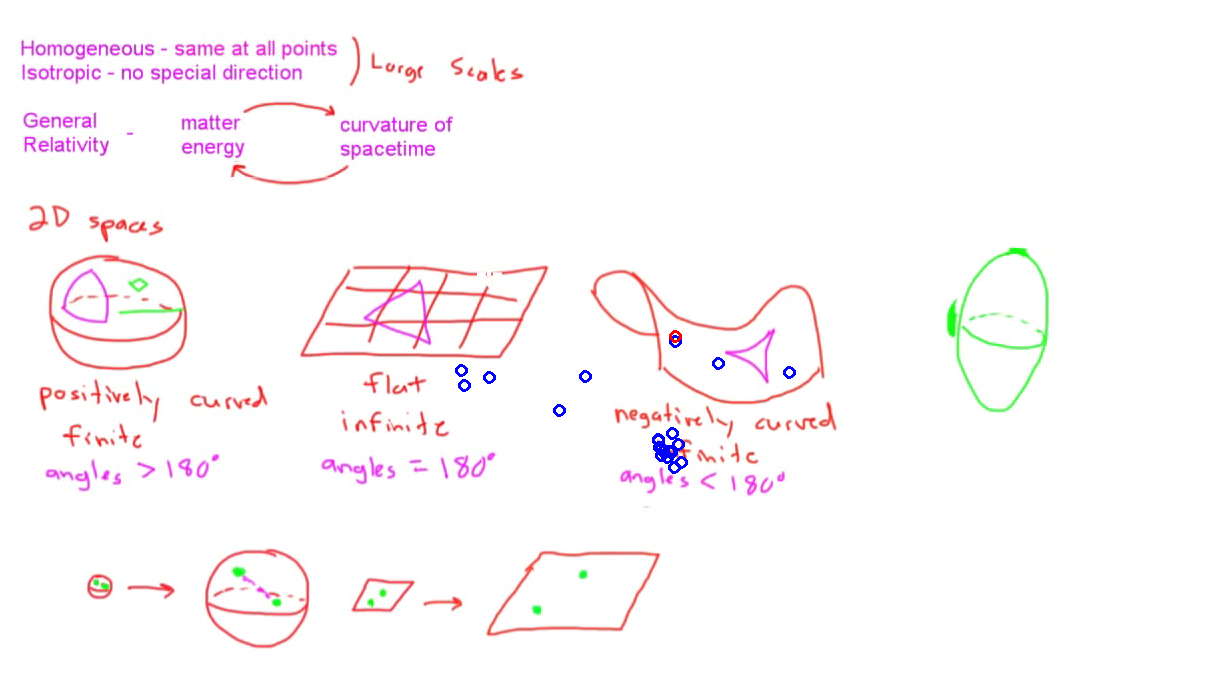 Homogeneous - same at all points
Isotropic - no special direction
Large Scales
General
Relativity -
matter
energy
curvature of
spacetime
2D spaces
positively curved
finite
angles > 180°
flat
infinite
angles = 180°
negatively curved
finite
angles < 180°